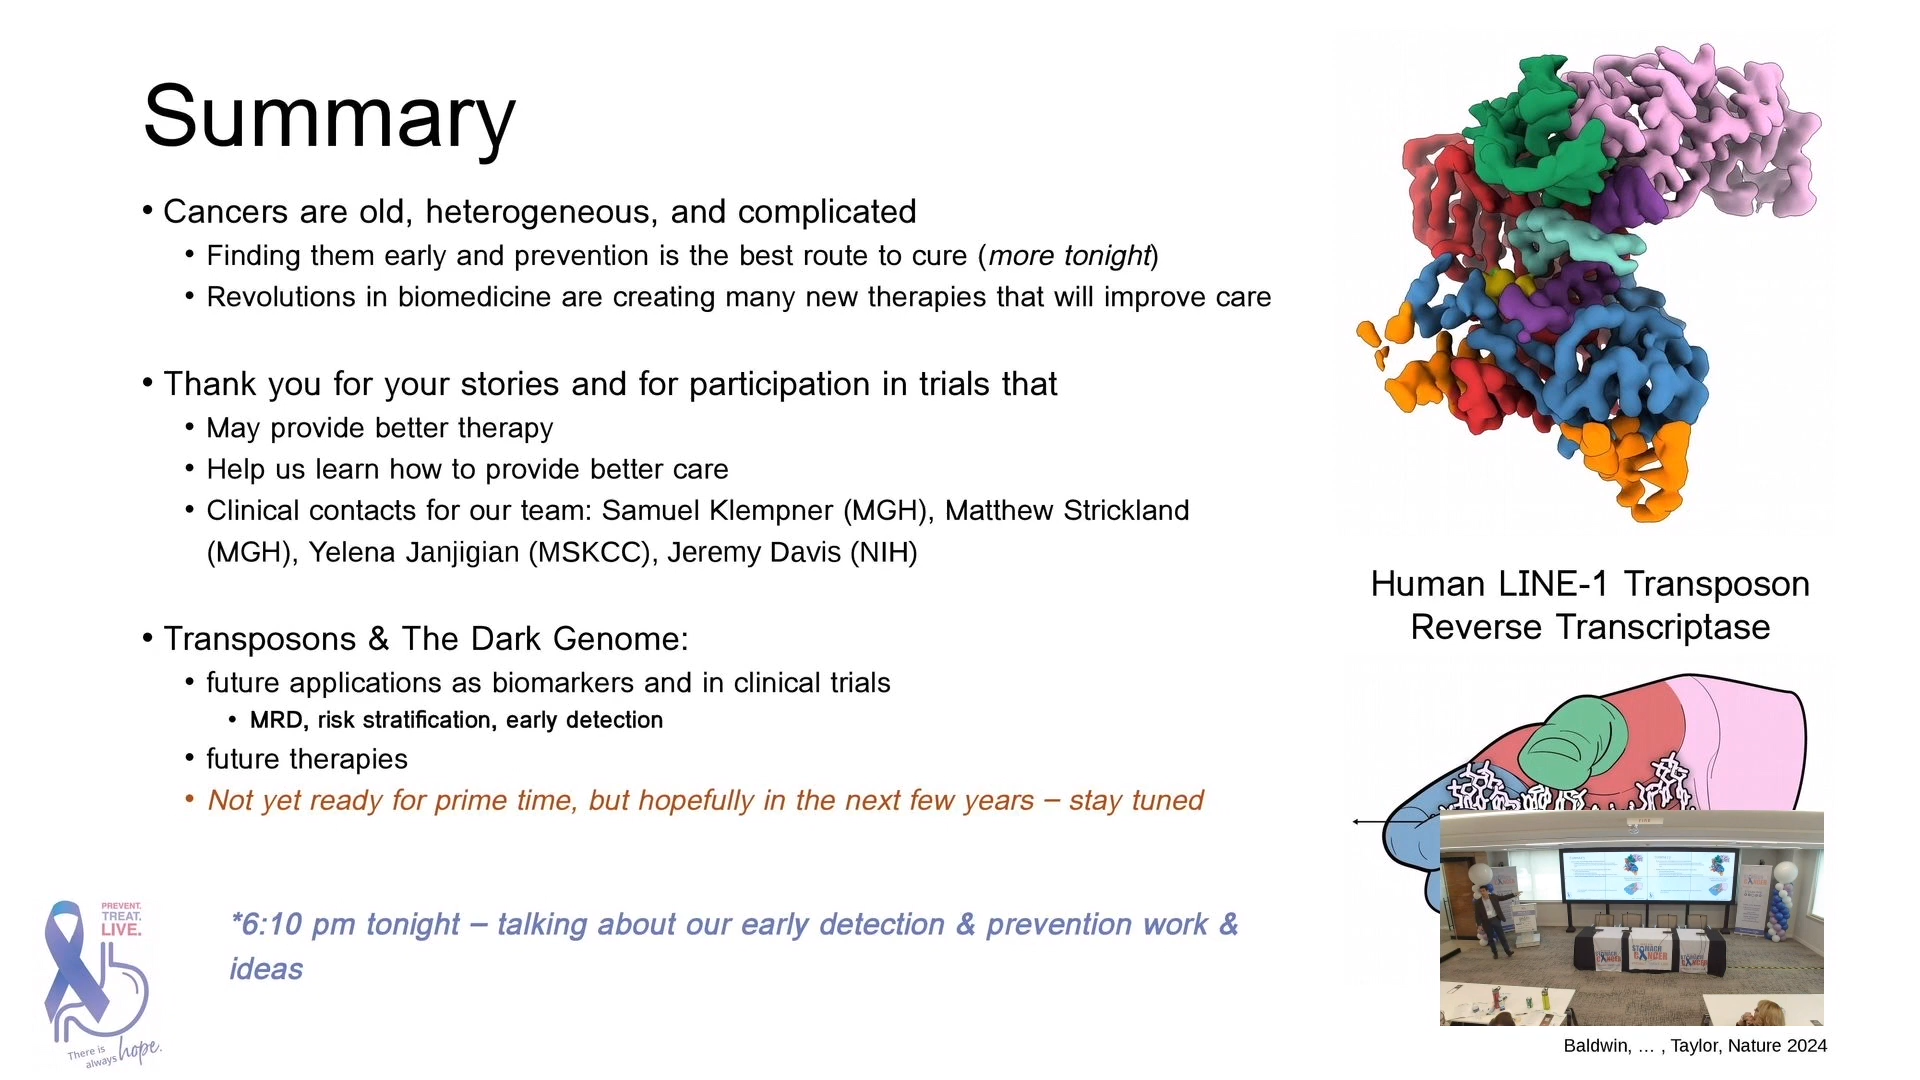 Summary
• Cancers are old, heterogeneous, and complicated
• Finding them early and prevention is the best route to cure (more tonight)
• Revolutions in biomedicine are creating many new therapies that will improve care
• Thank you for your stories and for participation in trials that
• May provide better therapy
• Help us learn how to provide better care
• Clinical contacts for our team: Samuel Klempner (MGH), Matthew Strickland
(MGH), Yelena Janjigian (MSKCC), Jeremy Davis (NIH)
• Transposons & The Dark Genome:
• future applications as biomarkers and in clinical trials
• MRD, risk stratification, early detection
• future therapies
• Not yet ready for prime time, but hopefully in the next few years – stay tuned
*6:10 pm tonight – talking about our early detection & prevention work &
ideas
PREVENT.
TREAT.
LIVE.
There is
always hope.
Human LINE-1 Transposon
Reverse Transcriptase
STOMACH
CANCER
Baldwin, ... , Taylor, Nature 2024